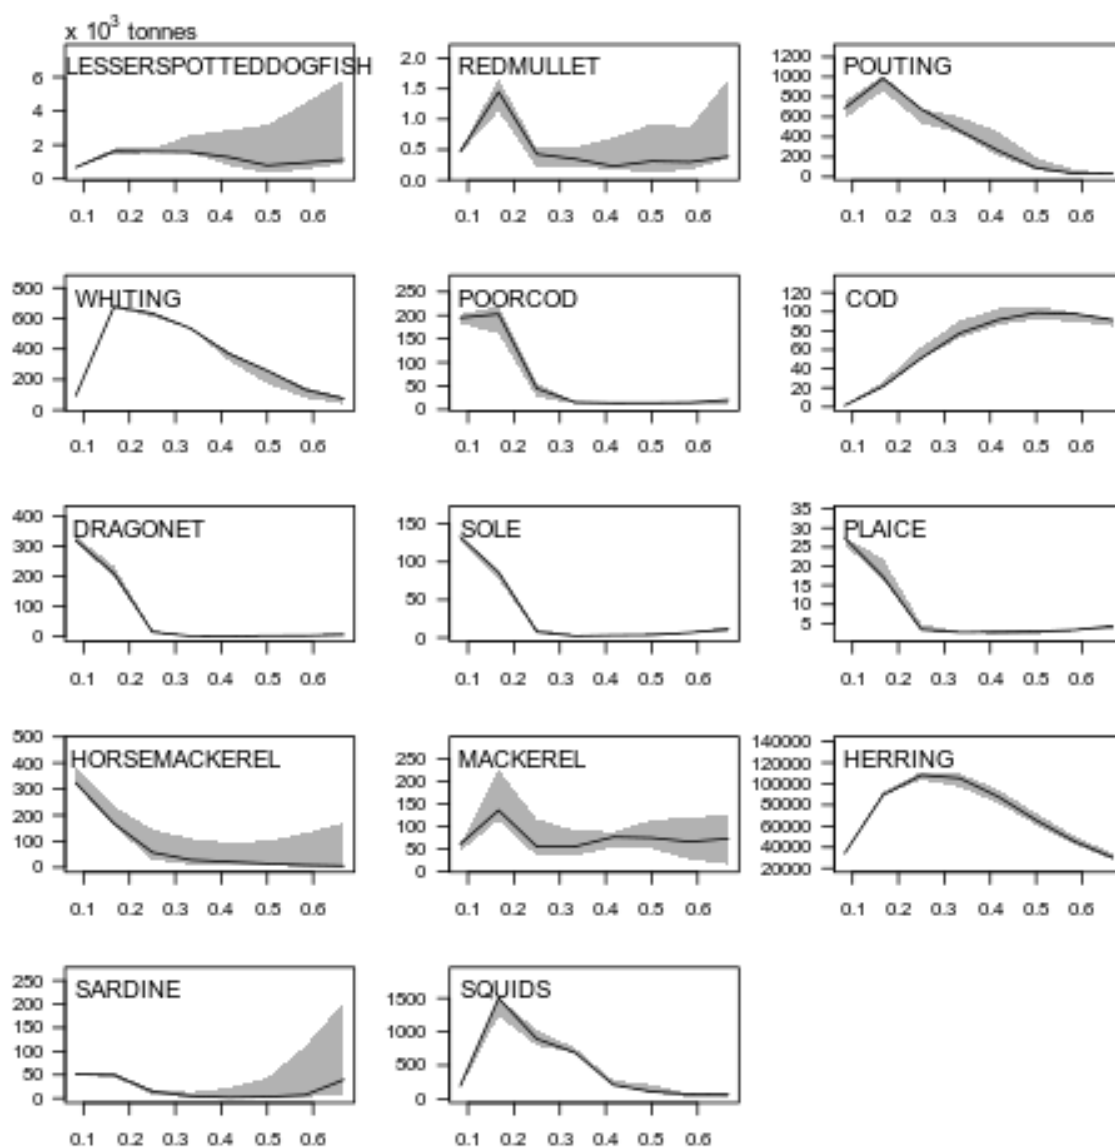 x 10³ tonnes
LESSERSPOTTEDDOGFISH
6
4
2
0
0.1 0.2 0.3 0.4 0.5 0.6
REDMULLET
2.0
1.5
1.0
0.5
0.0
0.1 0.2 0.3 0.4 0.5 0.6
POUTING
1200
1000
800
600
400
200
0
0.1 0.2 0.3 0.4 0.5 0.6
WHITING
800
600
400
200
0
0.1 0.2 0.3 0.4 0.5 0.6
POORCOD
250
200
150
100
50
0
0.1 0.2 0.3 0.4 0.5 0.6
COD
120
100
80
60
40
20
0
0.1 0.2 0.3 0.4 0.5 0.6
DRAGONET
400
300
200
100
0
0.1 0.2 0.3 0.4 0.5 0.6
SOLE
150
100
50
0
0.1 0.2 0.3 0.4 0.5 0.6
PLAICE
35
30
25
20
15
10
5
0.1 0.2 0.3 0.4 0.5 0.6
HORSEMACKEREL
500
400
300
200
100
0
0.1 0.2 0.3 0.4 0.5 0.6
MACKEREL
250
200
150
100
50
0
0.1 0.2 0.3 0.4 0.5 0.6
HERRING
140000
120000
100000
80000
60000
40000
20000
0.1 0.2 0.3 0.4 0.5 0.6
SARDINE
250
200
150
100
50
0
0.1 0.2 0.3 0.4 0.5 0.6
SQUIDS
1500
1000
500
0
0.1 0.2 0.3 0.4 0.5 0.6